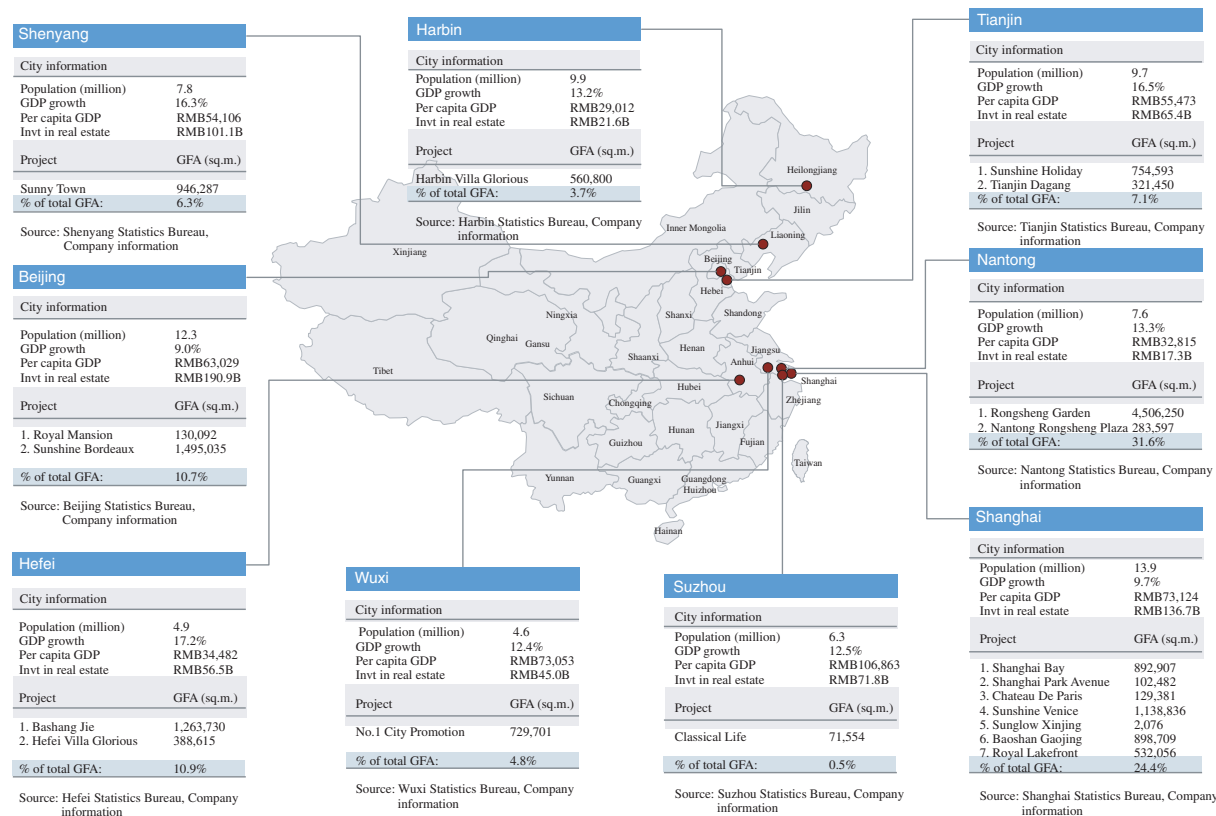 Shenyang
City information
Population (million) 7.8
GDP growth 16.3%
Per capita GDP RMB54,106
Invt in real estate RMB101.1B
Project GFA (sq.m.)
Sunny Town 946,287
% of total GFA: 6.3%
Source: Shenyang Statistics Bureau,
Company information
Harbin
City information
Population (million) 9.9
GDP growth 13.2%
Per capita GDP RMB29,012
Invt in real estate RMB21.6B
Project GFA (sq.m.)
Harbin Villa Glorious 560,800
% of total GFA: 3.7%
Source: Harbin Statistics Bureau, Company
information
Tianjin
City information
Population (million) 9.7
GDP growth 16.5%
Per capita GDP RMB55,473
Invt in real estate RMB65.4B
Project GFA (sq.m.)
1. Sunshine Holiday 754,593
2. Tianjin Dagang 321,450
% of total GFA: 7.1%
Source: Tianjin Statistics Bureau, Company
information
Beijing
City information
Population (million) 12.3
GDP growth 9.0%
Per capita GDP RMB63,029
Invt in real estate RMB190.9B
Project GFA (sq.m.)
1. Royal Mansion 130,092
2. Sunshine Bordeaux 1,495,035
% of total GFA: 10.7%
Source: Beijing Statistics Bureau,
Company information
Heilongjiang
Jilin
Inner Mongolia
Liaoning
Xinjiang
Beijing
Tianjin
Hebei
Ningxia
Shanxi
Shandong
Qinghai
Gansu
Shaanxi
Henan
Jiangsu
Anhui
Tibet
Hubei
Shanghai
Sichuan
Chongqing
Zhejiang
Hunan
Jiangxi
Guizhou
Fujian
Taiwan
Yunnan
Guangxi
Guangdong
Huizhou
Hainan
Nantong
City information
Population (million) 7.6
GDP growth 13.3%
Per capita GDP RMB32,815
Invt in real estate RMB17.3B
Project GFA (sq.m.)
1. Rongsheng Garden 4,506,250
2. Nantong Rongsheng Plaza 283,597
% of total GFA: 31.6%
Source: Nantong Statistics Bureau, Company
information
Hefei
City information
Population (million) 4.9
GDP growth 17.2%
Per capita GDP RMB34,482
Invt in real estate RMB56.5B
Project GFA (sq.m.)
1. Bashang Jie 1,263,730
2. Hefei Villa Glorious 388,615
% of total GFA: 10.9%
Source: Hefei Statistics Bureau, Company
information
Wuxi
City information
Population (million) 4.6
GDP growth 12.4%
Per capita GDP RMB73,053
Invt in real estate RMB45.0B
Project GFA (sq.m.)
No.1 City Promotion 729,701
% of total GFA: 4.8%
Source: Wuxi Statistics Bureau, Company
information
Suzhou
City information
Population (million) 6.3
GDP growth 12.5%
Per capita GDP RMB106,863
Invt in real estate RMB71.8B
Project GFA (sq.m.)
Classical Life 71,554
% of total GFA: 0.5%
Source: Suzhou Statistics Bureau, Company
information
Shanghai
City information
Population (million) 13.9
GDP growth 9.7%
Per capita GDP RMB73,124
Invt in real estate RMB136.7B
Project GFA (sq.m.)
1. Shanghai Bay 892,907
2. Shanghai Park Avenue 102,482
3. Chateau De Paris 129,381
4. Sunshine Venice 1,138,836
5. Sunglow Xinjing 2,076
6. Baoshan Gaojing 898,709
7. Royal Lakefront 532,056
% of total GFA: 24.4%
Source: Shanghai Statistics Bureau, Company
information